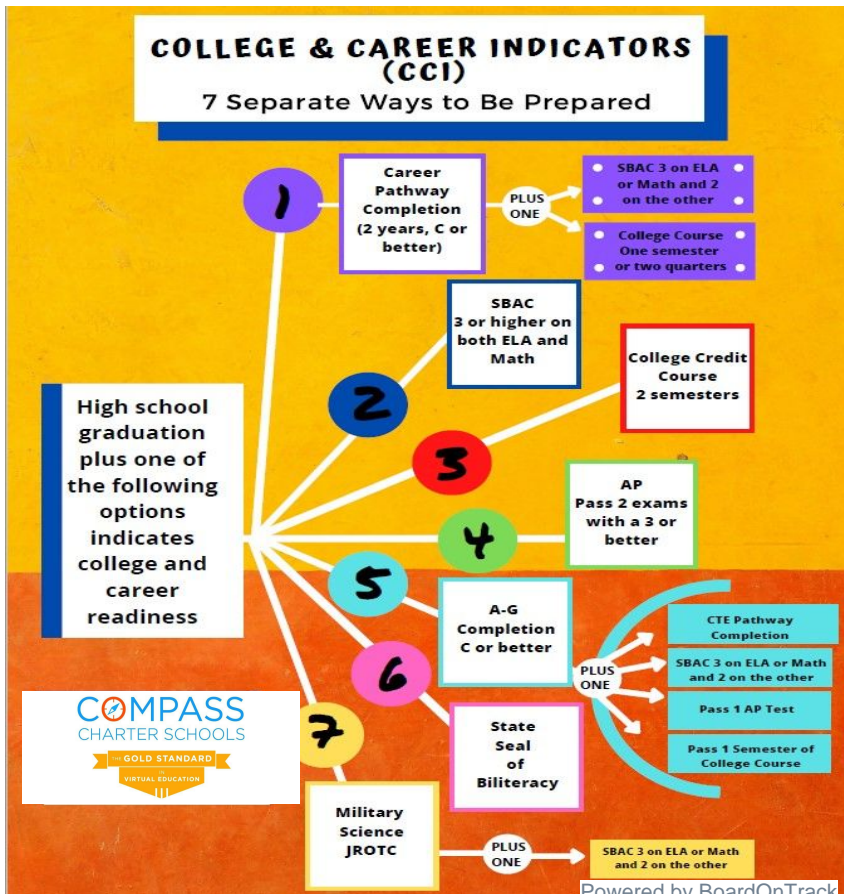 COLLEGE & CAREER INDICATORS
(CCI)
7 Separate Ways to Be Prepared
1
Career
Pathway
Completion
(2 years, C or
better)
PLUS
ONE
SBAC 3 on ELA
or Math and 2
on the other
College Course
One semester
or two quarters
2
SBAC
3 or higher on
both ELA and
Math
3
College Credit
Course
2 semesters
High school
graduation
plus one of
the following
options
indicates
college and
career
readiness
4
AP
Pass 2 exams
with a 3 or
better
5
A-G
Completion
C or better
PLUS
ONE
CTE Pathway
Completion
SBAC 3 on ELA or Math
and 2 on the other
Pass 1 AP Test
Pass 1 Semester of
College Course
6
State
Seal
of
Biliteracy
7
Military
Science
JROTC
PLUS
ONE
SBAC 3 on ELA or Math
and 2 on the other
COMPASS
CHARTER SCHOOLS
THE GOLD STANDARD
IN
VIRTUAL EDUCATION
Powered by BoardOnTrack